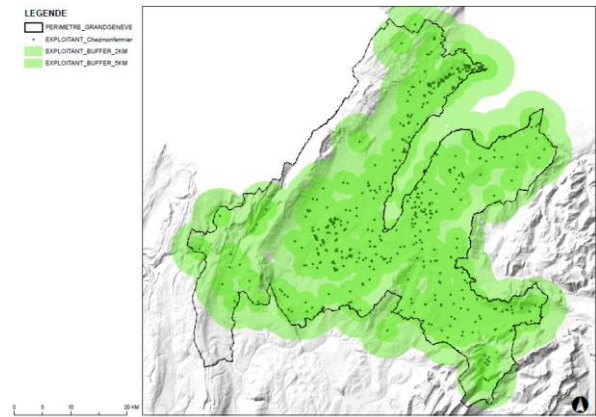 LEGENDE
PERIMETRE_GRANDGENEVE
EXPLOITANT_Chezmonfermier
EXPLOITANT_BUFFER_2KM
EXPLOITANT_BUFFER_5KM
0 5 10 20 KM